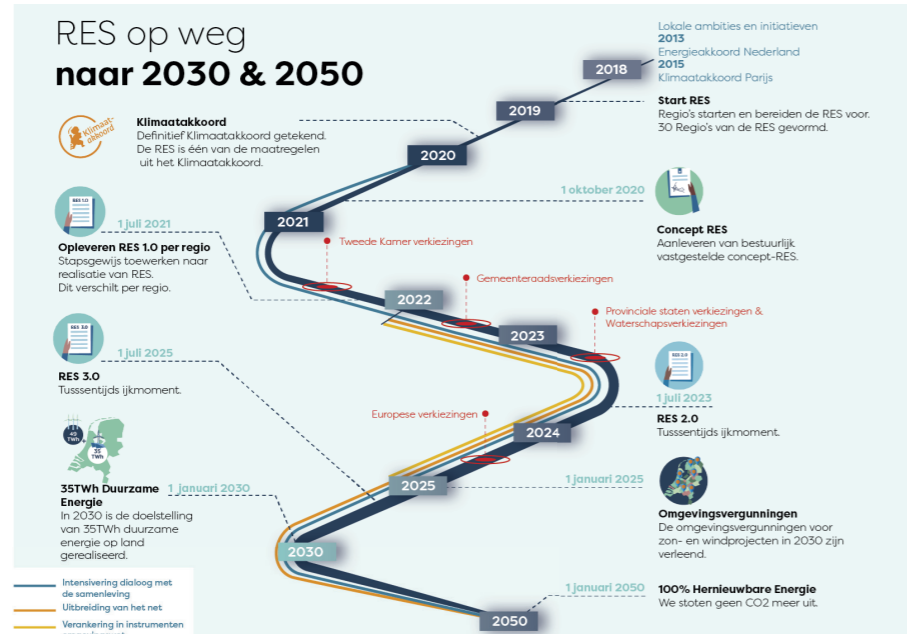 RES op weg
naar 2030 & 2050
Lokale ambities en initiatieven
2013
Energieakkoord Nederland
2015
Klimaatakkoord Parijs
2018
Start RES
Regio's starten en bereiden de RES voor.
30 Regio's van de RES gevormd.
2019
Klimaat-
akkoord
Klimaatakkoord
Definitief Klimaatakkoord getekend.
De RES is één van de maatregelen
uit het Klimaatakkoord.
2020
1 oktober 2020
Concept RES
Aanleveren van bestuurlijk
vastgestelde concept-RES.
2021
RES 1.0
1 juli 2021
Opleveren RES 1.0 per regio
Stapsgewijs toewerken naar
realisatie van RES.
Dit verschilt per regio.
Tweede Kamer verkiezingen
2022
Gemeenteraadsverkiezingen
2023
Provinciale staten verkiezingen &
Waterschapsverkiezingen
RES 2.0
1 juli 2023
RES 2.0
Tusssentijds ijkmoment.
RES 3.0
1 juli 2025
RES 3.0
Tusssentijds ijkmoment.
Europese verkiezingen
2024
2025
1 januari 2025
Omgevingsvergunningen
De omgevingsvergunningen voor
zon- en windprojecten in 2030 zijn
verleend.
49
TWh
35
TWh
35TWh Duurzame
Energie
1 januari 2030
In 2030 is de doelstelling
van 35TWh duurzame
energie op land
gerealiseerd.
2030
1 januari 2050
100% Hernieuwbare Energie
We stoten geen CO2 meer uit.
2050
Intensivering dialoog met
de samenleving
Uitbreiding van het net
Verankering in instrumenten